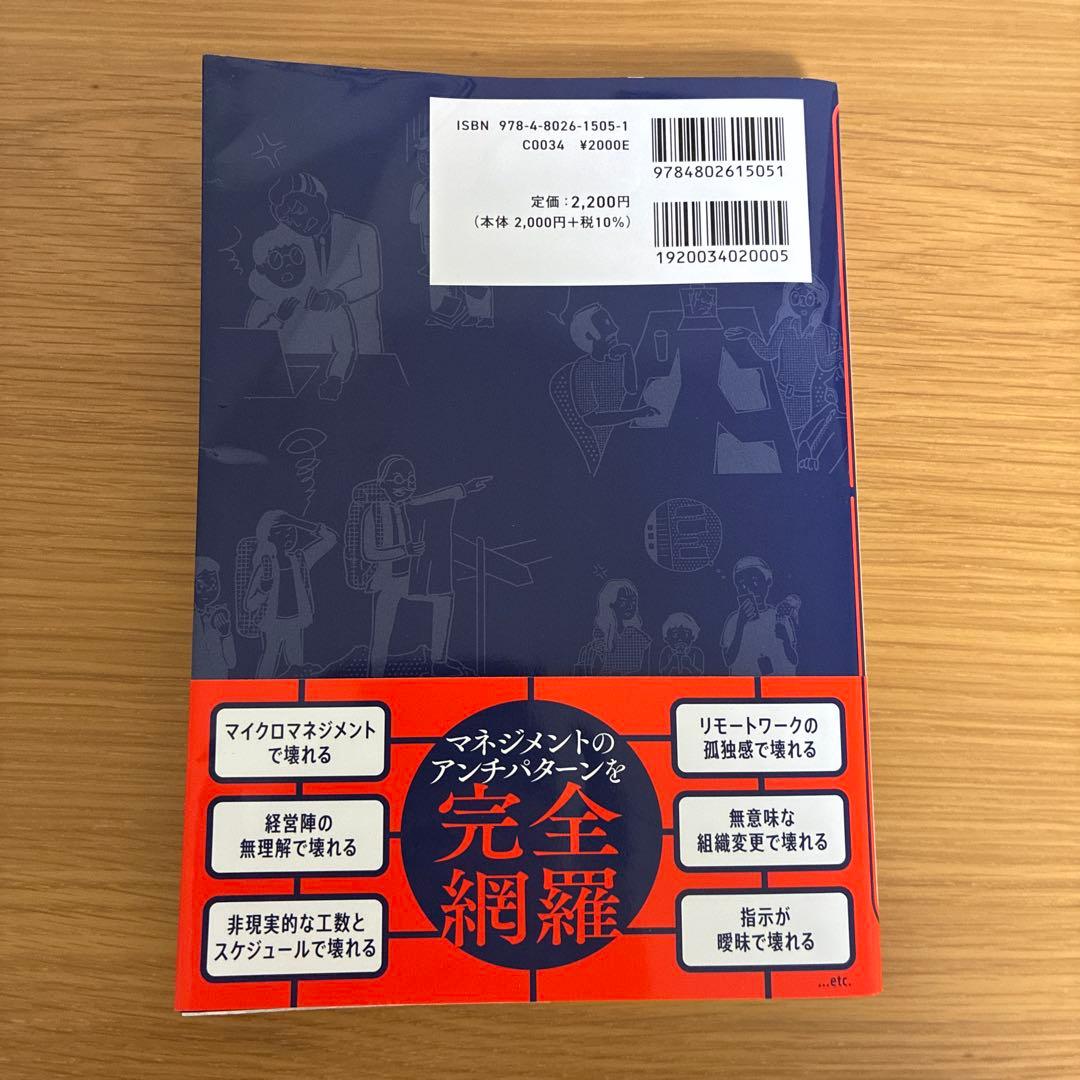 ISBN 978-4-8026-1505-1
C0034 ¥2000E
9784802615051
定価：2,200円
（本体 2,000円＋税10%）
1920034020005
マイクロマネジメント
で壊れる
経営陣の
無理解で壊れる
非現実的な工数と
スケジュールで壊れる
マネジメントの
アンチパターンを
完全
網羅
リモートワークの
孤独感で壊れる
無意味な
組織変更で壊れる
指示が
曖昧で壊れる
...etc.